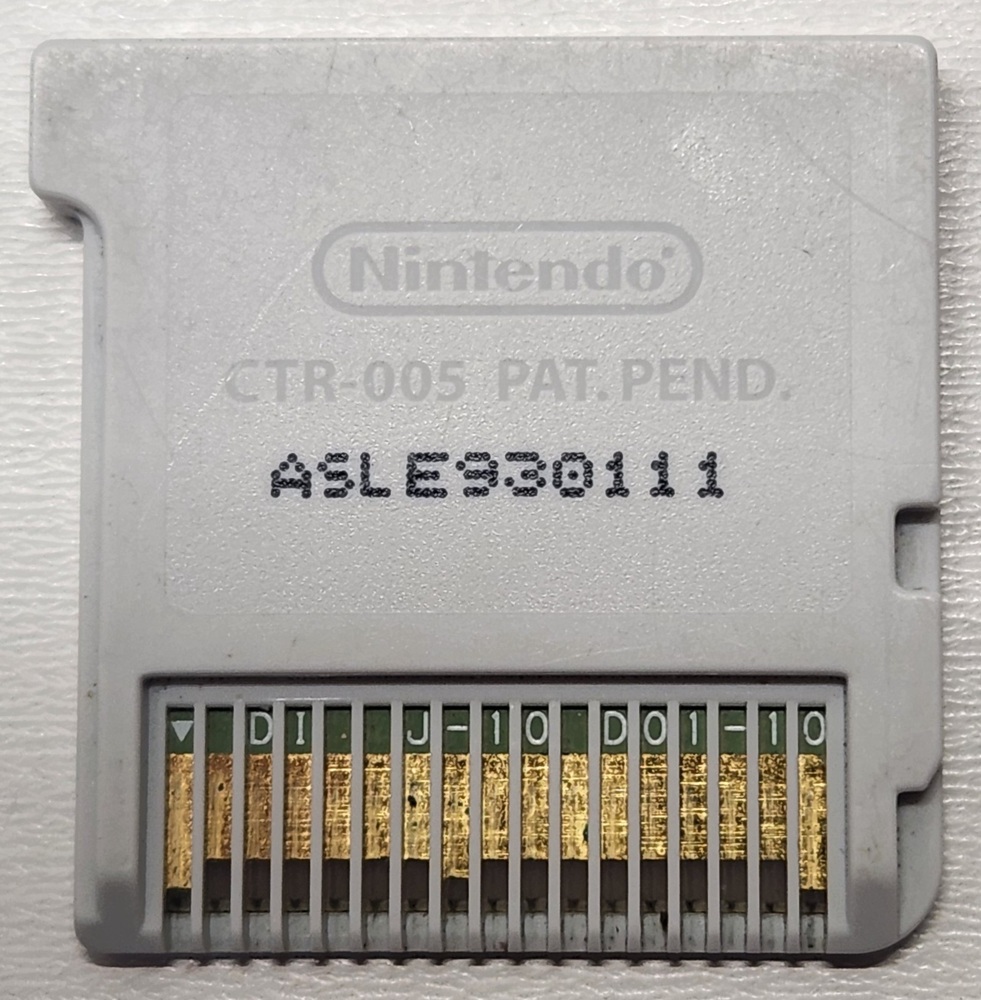 Nintendo
CTR-005 PAT. PEND.
ASLE930111
▼ DI J-10 D01-10